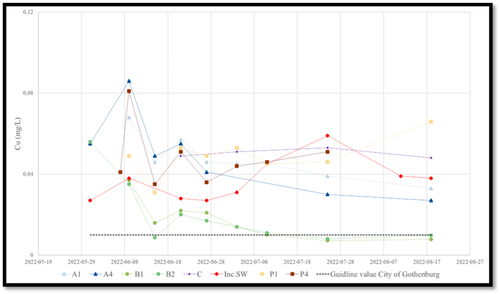 0,12
0,08
0,04
0
Cu (mg/L)
2022-05-19 2022-05-29 2022-06-08 2022-06-18 2022-06-28 2022-07-08 2022-07-18 2022-07-28 2022-08-07 2022-08-17 2022-08-27
A1 A4 B1 B2 C Inc.SW P1 P4 Guidline value City of Gothenburg